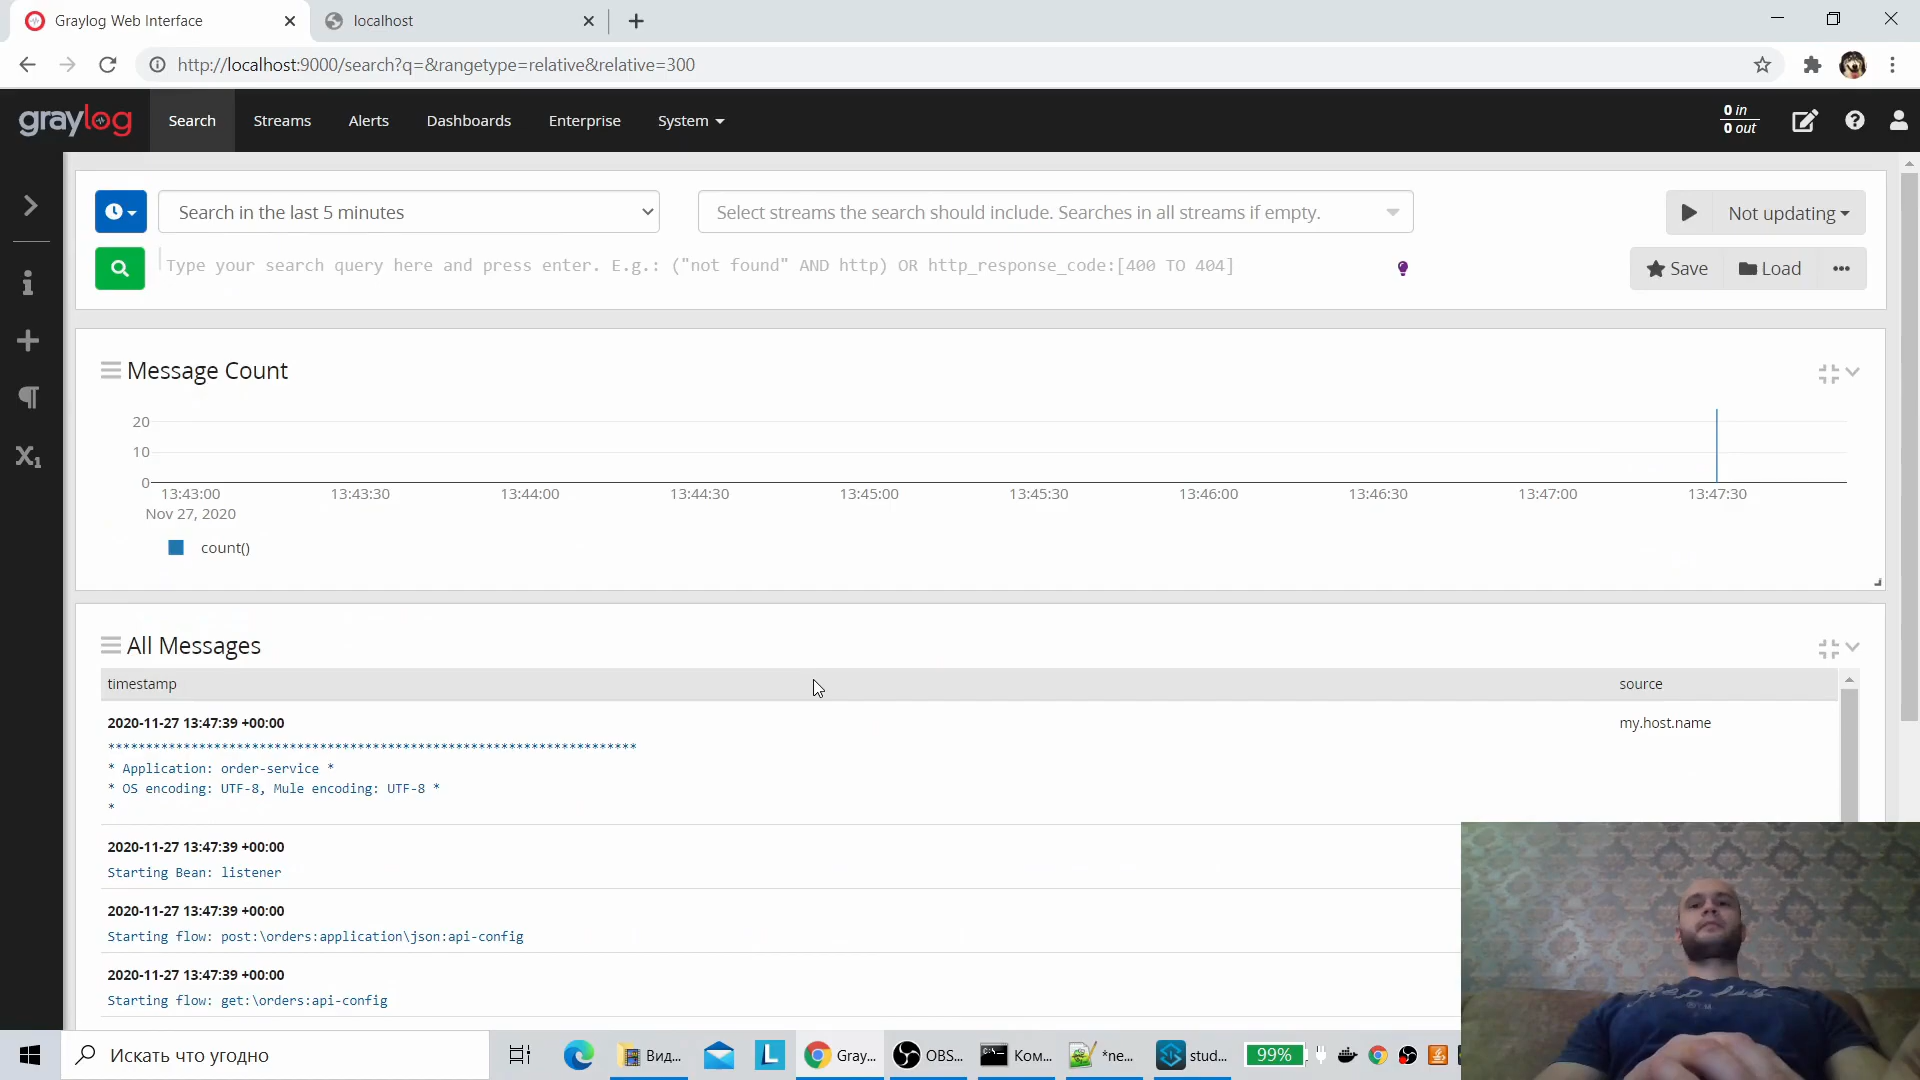 Graylog Web Interface
localhost
http://localhost:9000/search?q=&rangetype=relative&relative=300
graylog
Search
Streams
Alerts
Dashboards
Enterprise
System
0 in
0 out
Search in the last 5 minutes
Select streams the search should include. Searches in all streams if empty.
Not updating
Type your search query here and press enter. E.g.: ("not found" AND http) OR http_response_code:[400 TO 404]
Save
Load
Message Count
20
10
0
13:43:00
13:43:30
13:44:00
13:44:30
13:45:00
13:45:30
13:46:00
13:46:30
13:47:00
13:47:30
Nov 27, 2020
count()
All Messages
timestamp
source
2020-11-27 13:47:39 +00:00
my.host.name
**********************************************************************
* Application: order-service *
* OS encoding: UTF-8, Mule encoding: UTF-8 *
*
2020-11-27 13:47:39 +00:00
Starting Bean: listener
2020-11-27 13:47:39 +00:00
Starting flow: post:\orders:application\json:api-config
2020-11-27 13:47:39 +00:00
Starting flow: get:\orders:api-config
Искать что угодно
Вид...
L
Gray...
OBS...
Ком...
*ne...
stud...
99%